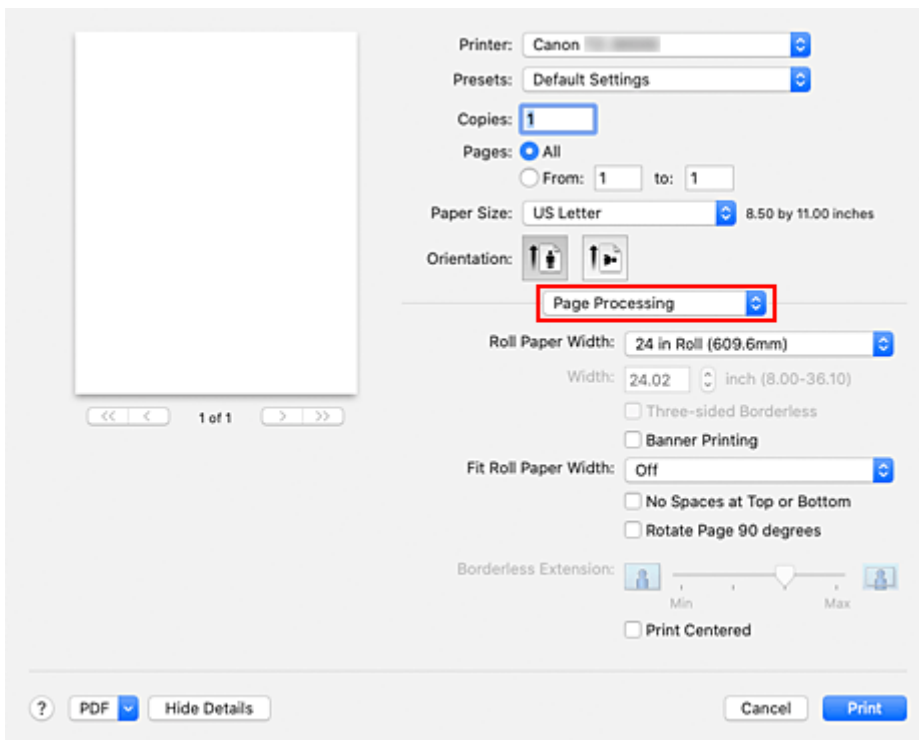 Printer: Canon
Presets: Default Settings
Copies: 1
Pages: All
From: 1 to: 1
Paper Size: US Letter 8.50 by 11.00 inches
Orientation:
Page Processing
Roll Paper Width: 24 in Roll (609.6mm)
Width: 24.02 inch (8.00-36.10)
Three-sided Borderless
1 of 1
Banner Printing
Fit Roll Paper Width: Off
No Spaces at Top or Bottom
Rotate Page 90 degrees
Borderless Extension:
Min Max
Print Centered
? PDF Hide Details Cancel Print